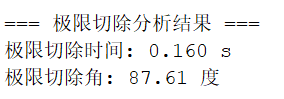 === 极限切除分析结果 ===
极限切除时间: 0.160 s
极限切除角: 87.61 度